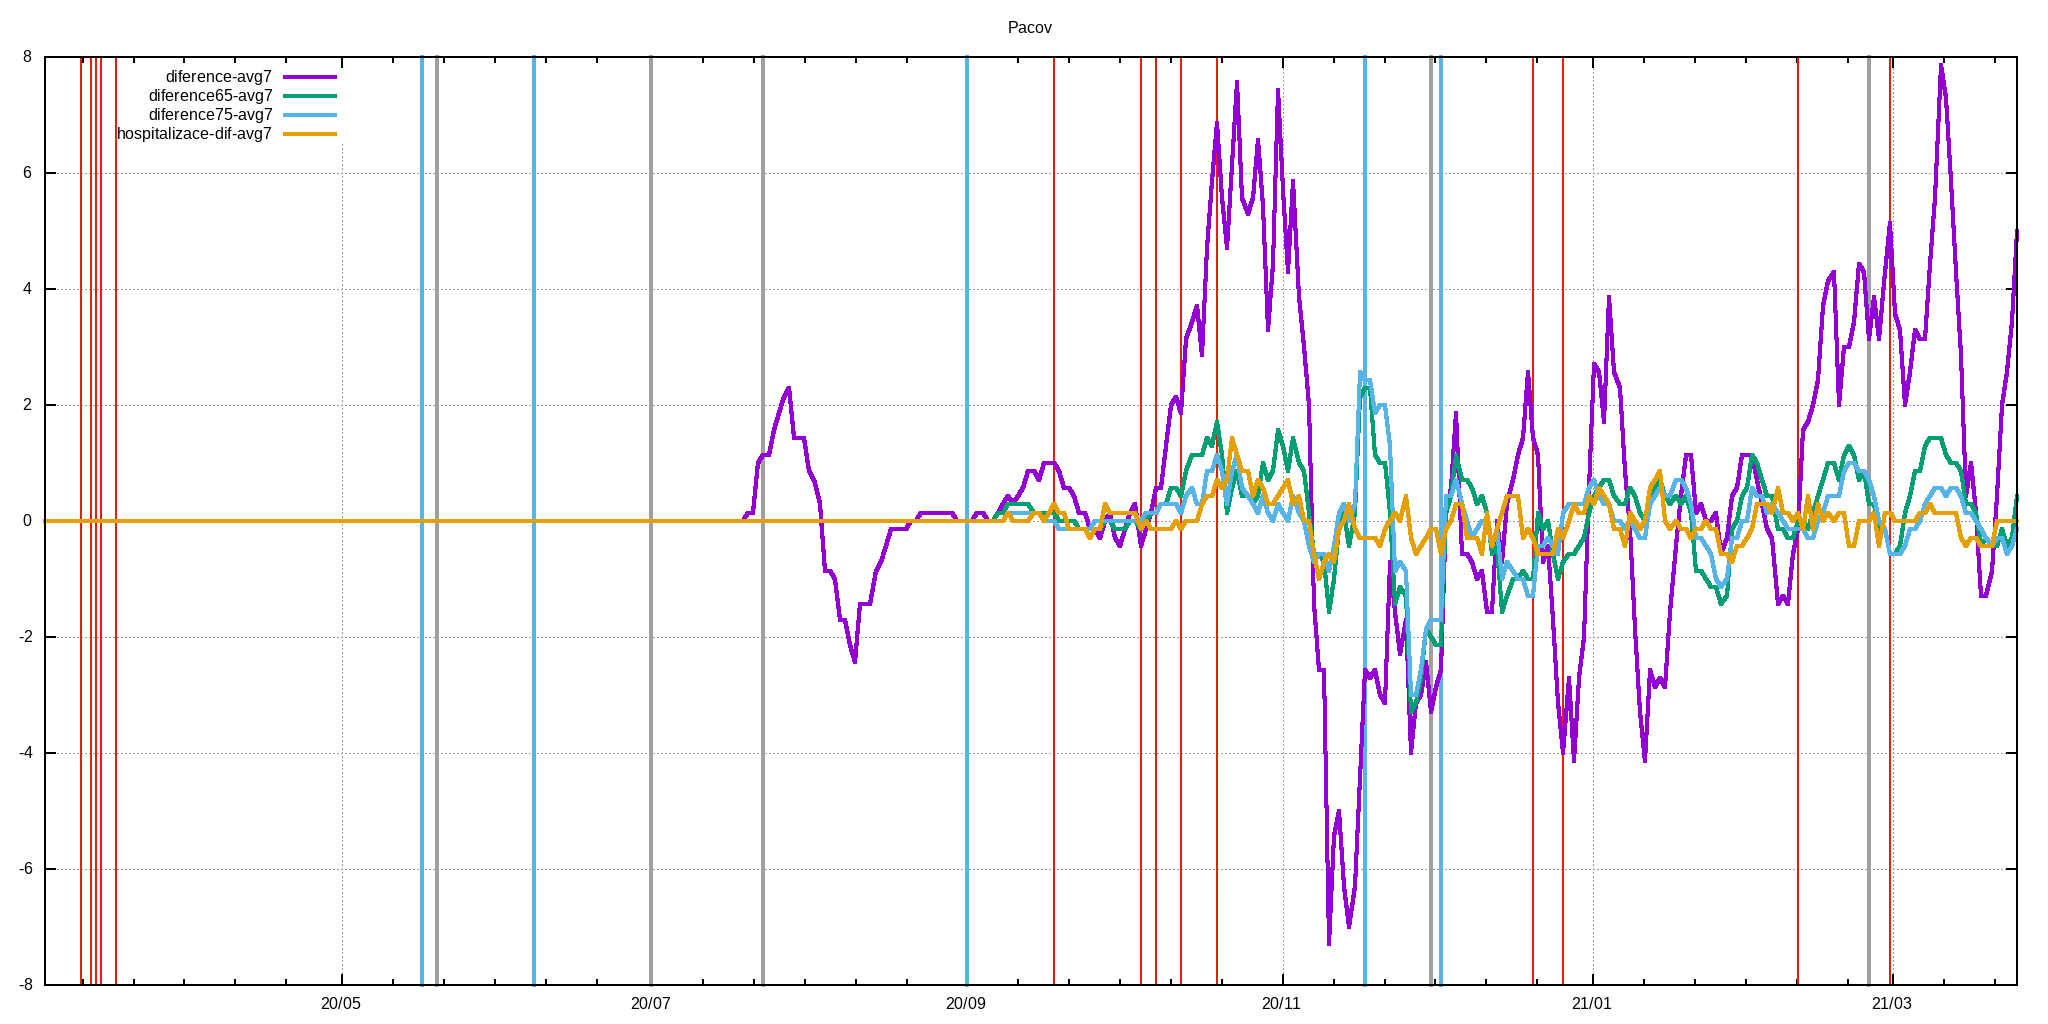 Pacov
diference-avg7
diference65-avg7
diference75-avg7
hospitalizace-dif-avg7
8
6
4
2
0
-2
-4
-6
-8
20/05 20/07 20/09 20/11 21/01 21/03